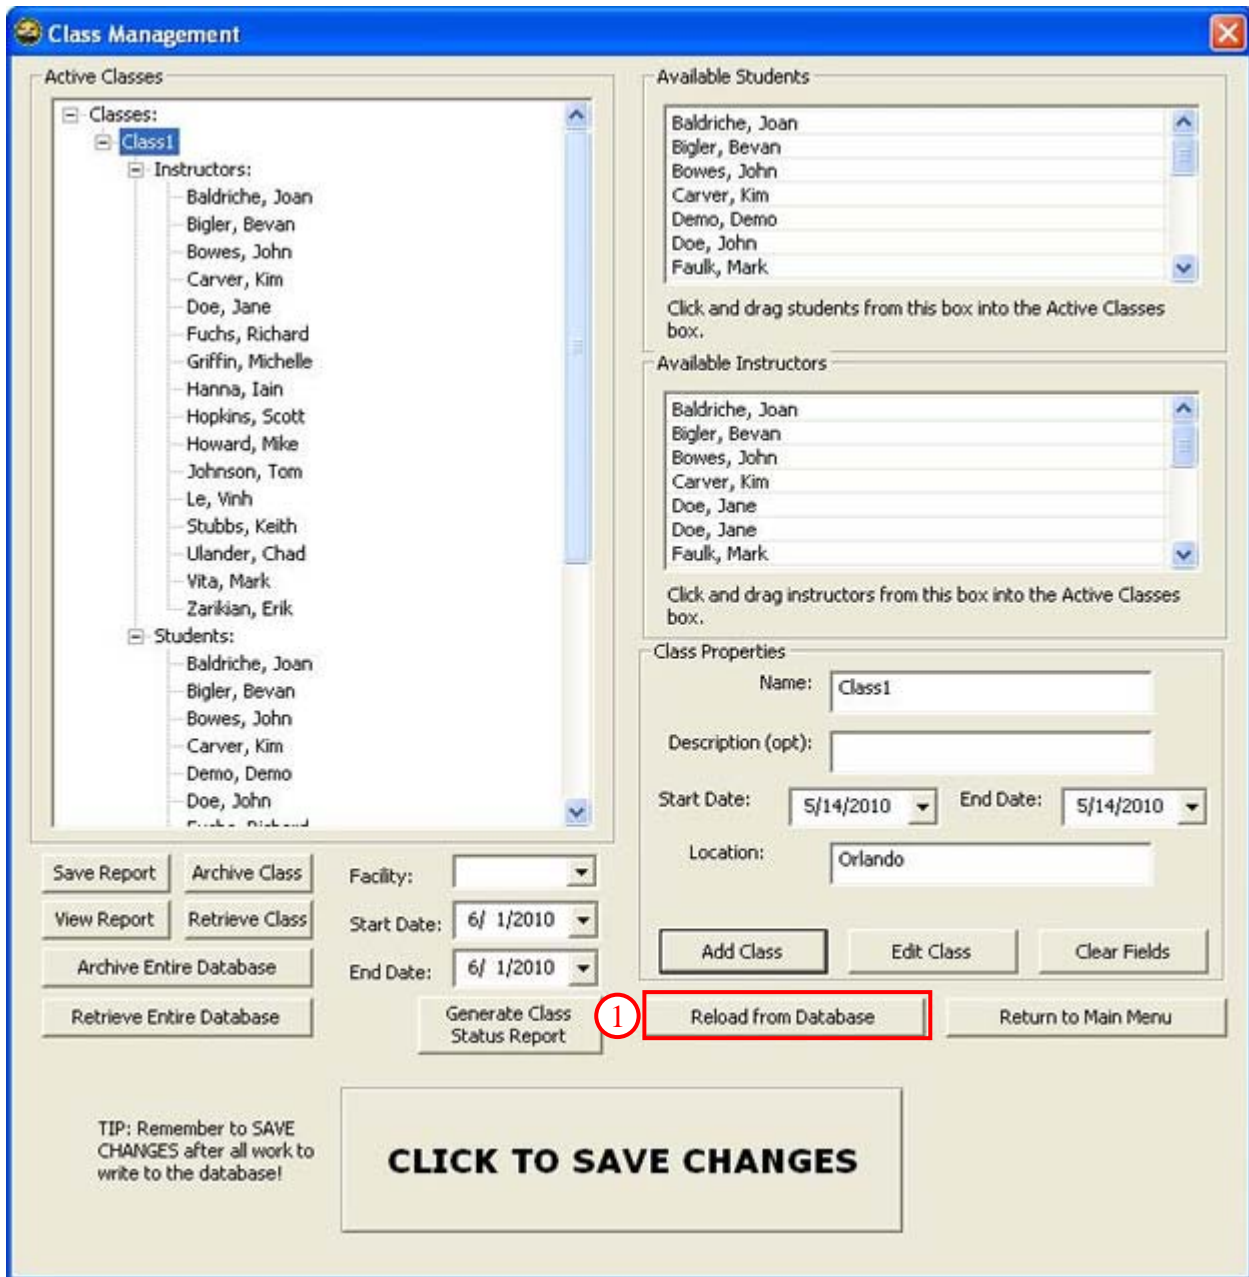 Class Management
Active Classes
Classes:
Class1
Instructors:
Baldriche, Joan
Bigler, Bevan
Bowes, John
Carver, Kim
Doe, Jane
Fuchs, Richard
Griffin, Michelle
Hanna, Iain
Hopkins, Scott
Howard, Mike
Johnson, Tom
Le, Vinh
Stubbs, Keith
Ulander, Chad
Vita, Mark
Zarikian, Erik
Students:
Baldriche, Joan
Bigler, Bevan
Bowes, John
Carver, Kim
Demo, Demo
Doe, John
Available Students
Baldriche, Joan
Bigler, Bevan
Bowes, John
Carver, Kim
Demo, Demo
Doe, John
Faulk, Mark
Click and drag students from this box into the Active Classes
box.
Available Instructors
Baldriche, Joan
Bigler, Bevan
Bowes, John
Carver, Kim
Doe, Jane
Doe, Jane
Faulk, Mark
Click and drag instructors from this box into the Active Classes
box.
Class Properties
Name: Class1
Description (opt):
Start Date: 5/14/2010 End Date: 5/14/2010
Location: Orlando
Add Class Edit Class Clear Fields
Save Report Archive Class Facility:
View Report Retrieve Class Start Date: 6/ 1/2010
Archive Entire Database End Date: 6/ 1/2010
Retrieve Entire Database
Generate Class
Status Report
1 Reload from Database Return to Main Menu
TIP: Remember to SAVE
CHANGES after all work to
write to the database!
CLICK TO SAVE CHANGES